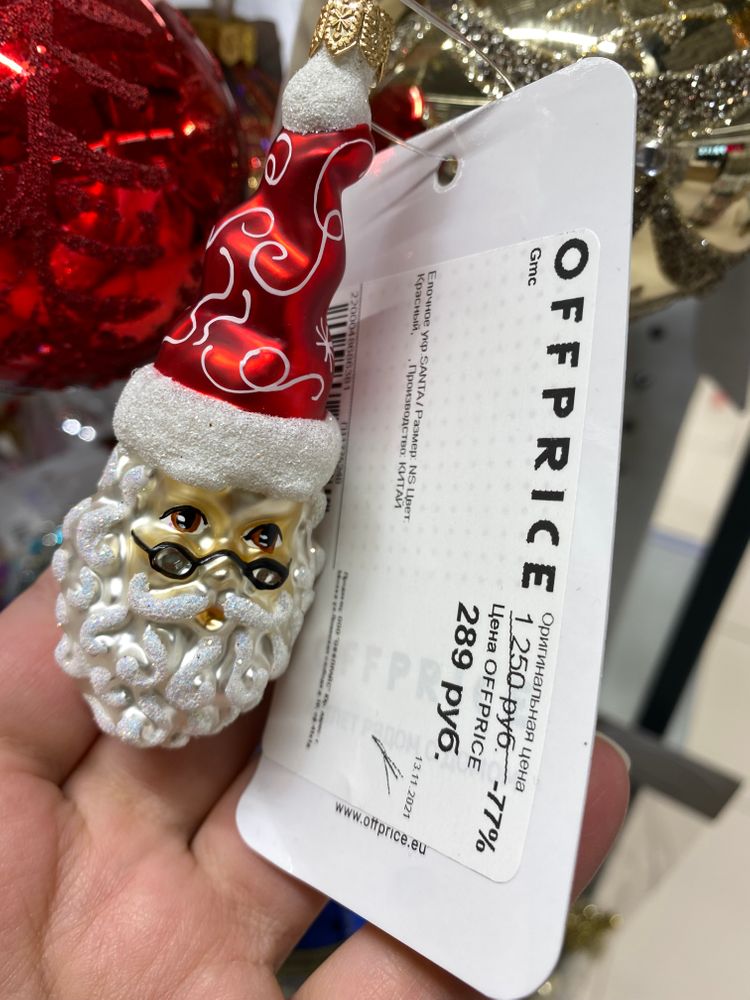 OFFPRICE
Gmc
Елочное укр.SANTA / Размер: NS Цвет:
Красный,
, Производство: КИТАЙ
Оригинальная цена
1 250 руб. -77%
Цена OFFPRICE
289 руб.
13.11.2021
www.offprice.eu